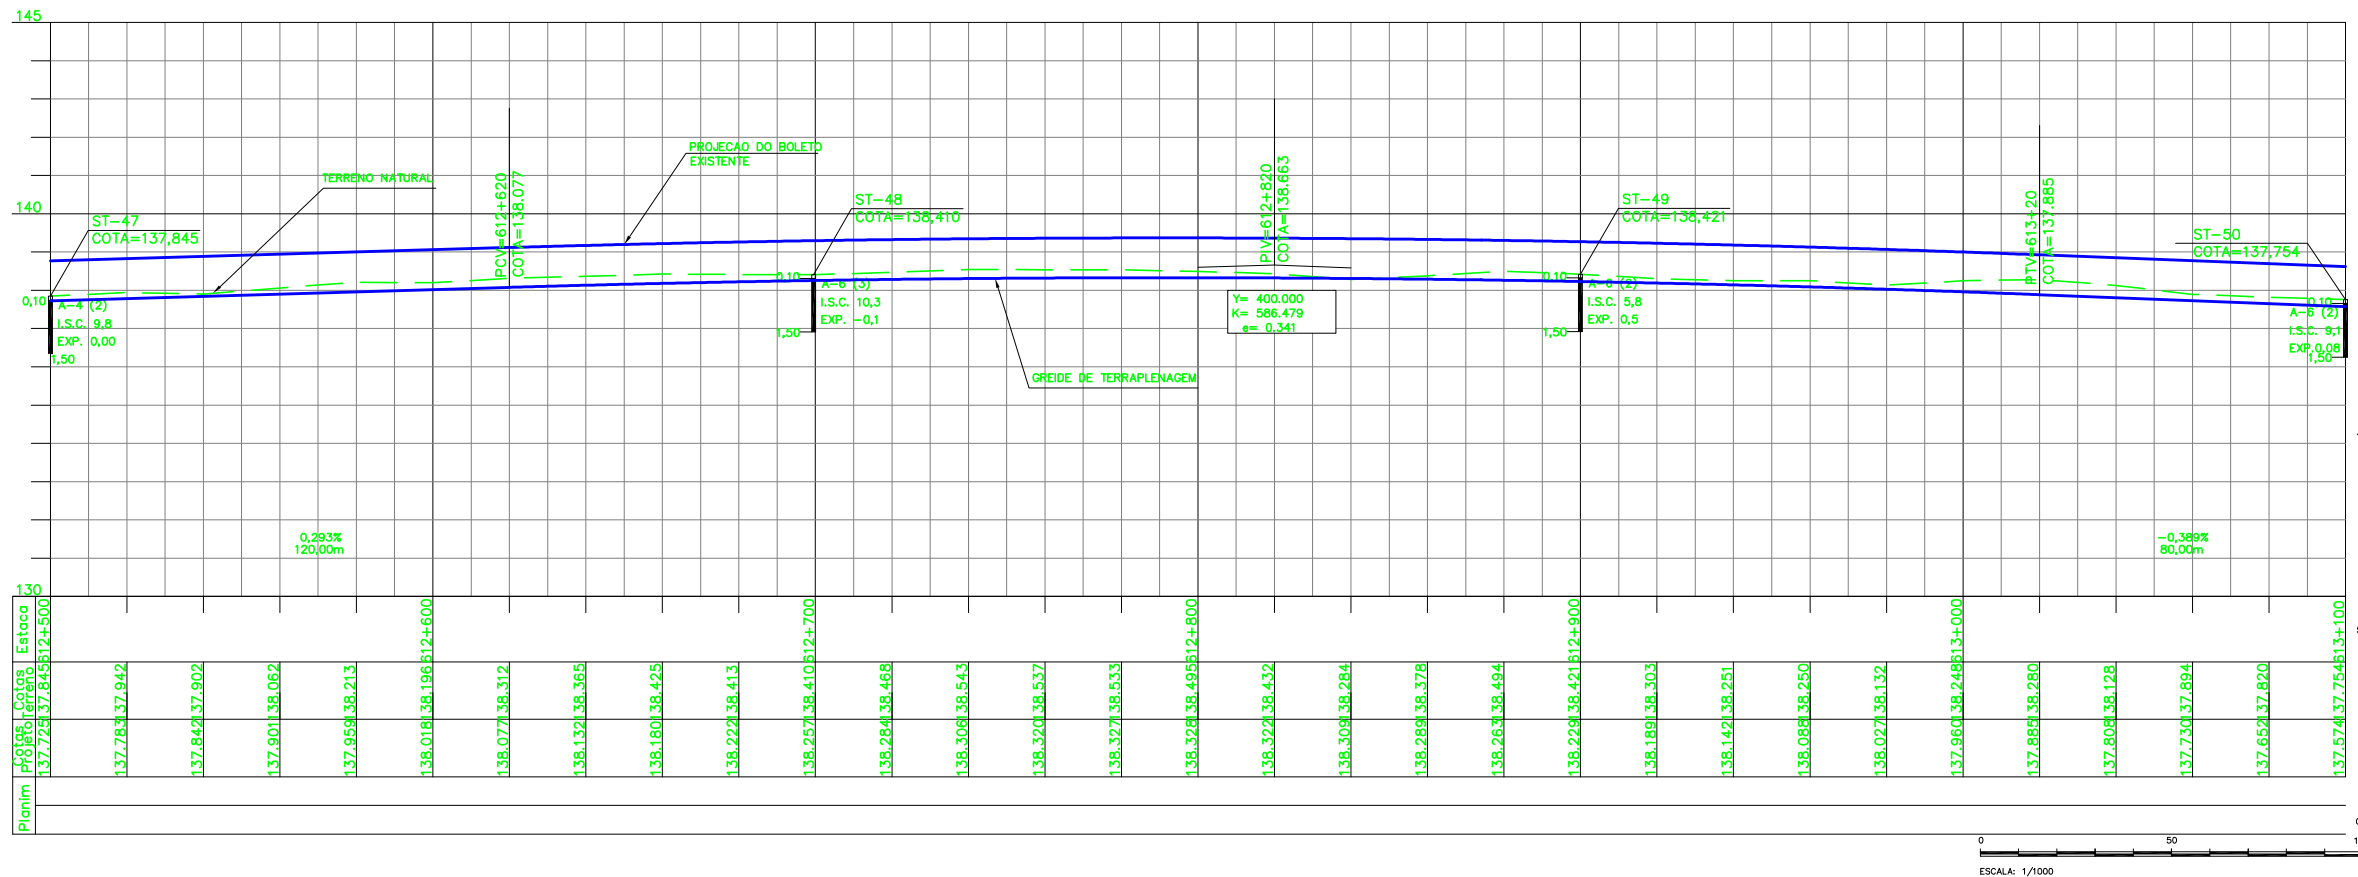 145
140
130
TERRENO NATURAL
PROJECAO DO BOLETO
EXISTENTE
GREIDE DE TERRAPLENAGEM
ST-47
COTA=137,845
0,10
A-4 (2)
I.S.C. 9,8
EXP. 0,00
1,50
PCV=612+620
COTA=138.077
ST-48
COTA=138,410
0,10
A-6 (3)
I.S.C. 10,3
EXP. -0,1
1,50
PIV=612+820
COTA=138.663
Y= 400.000
K= 586.479
e= 0.341
ST-49
COTA=138,421
0,10
A-6 (2)
I.S.C. 5,8
EXP. 0,5
1,50
PTV=613+20
COTA=137.885
ST-50
COTA=137,754
0,10
A-6 (2)
I.S.C. 9,1
EXP.0,08
1,50
0,293%
120,00m
-0,389%
80,00m
Estaca
612+500
612+600
612+700
612+800
612+900
613+000
613+100
Cotas
Terreno
137.845
137.942
137.902
138.062
138.213
138.196
138.312
138.365
138.425
138.413
138.410
138.468
138.543
138.537
138.533
138.495
138.432
138.284
138.378
138.494
138.421
138.303
138.251
138.250
138.132
138.248
138.280
138.128
137.894
137.820
137.754
Cotas
Projeto
137.725
137.783
137.842
137.901
137.959
138.018
138.077
138.132
138.180
138.222
138.257
138.284
138.306
138.320
138.327
138.328
138.322
138.309
138.289
138.263
138.229
138.189
138.142
138.088
138.027
137.960
137.885
137.808
137.730
137.652
137.574
Planim
0
50
ESCALA: 1/1000